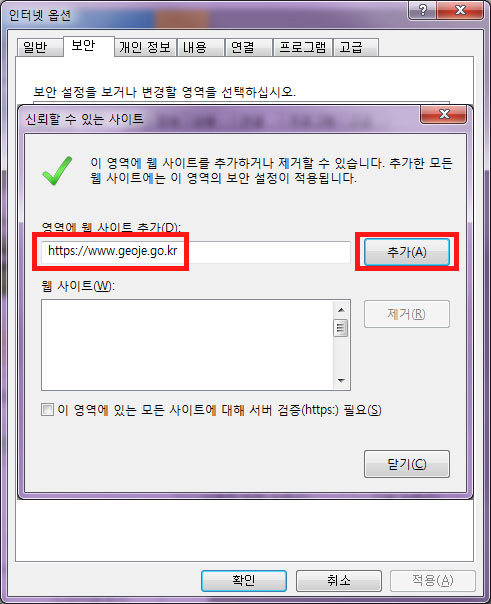 인터넷 옵션
일반 보안 개인 정보 내용 연결 프로그램 고급
보안 설정을 보거나 변경할 영역을 선택하십시오.
신뢰할 수 있는 사이트
이 영역에 웹 사이트를 추가하거나 제거할 수 있습니다. 추가한 모든
웹 사이트에는 이 영역의 보안 설정이 적용됩니다.
영역에 웹 사이트 추가(D):
https://www.geoje.go.kr 추가(A)
웹 사이트(W):
제거(R)
이 영역에 있는 모든 사이트에 대해 서버 검증(https:) 필요(S)
닫기(C)
확인 취소 적용(A)